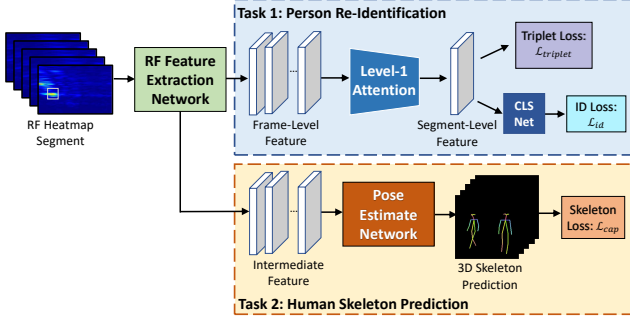 Task 1: Person Re-Identification
RF Feature
Extraction
Network
RF Heatmap
Segment
Frame-Level
Feature
Level-1
Attention
Segment-Level
Feature
Triplet Loss:
ℒtriplet
CLS
Net
ID Loss:
ℒid
Intermediate
Feature
Pose
Estimate
Network
3D Skeleton
Prediction
Skeleton
Loss: ℒcap
Task 2: Human Skeleton Prediction